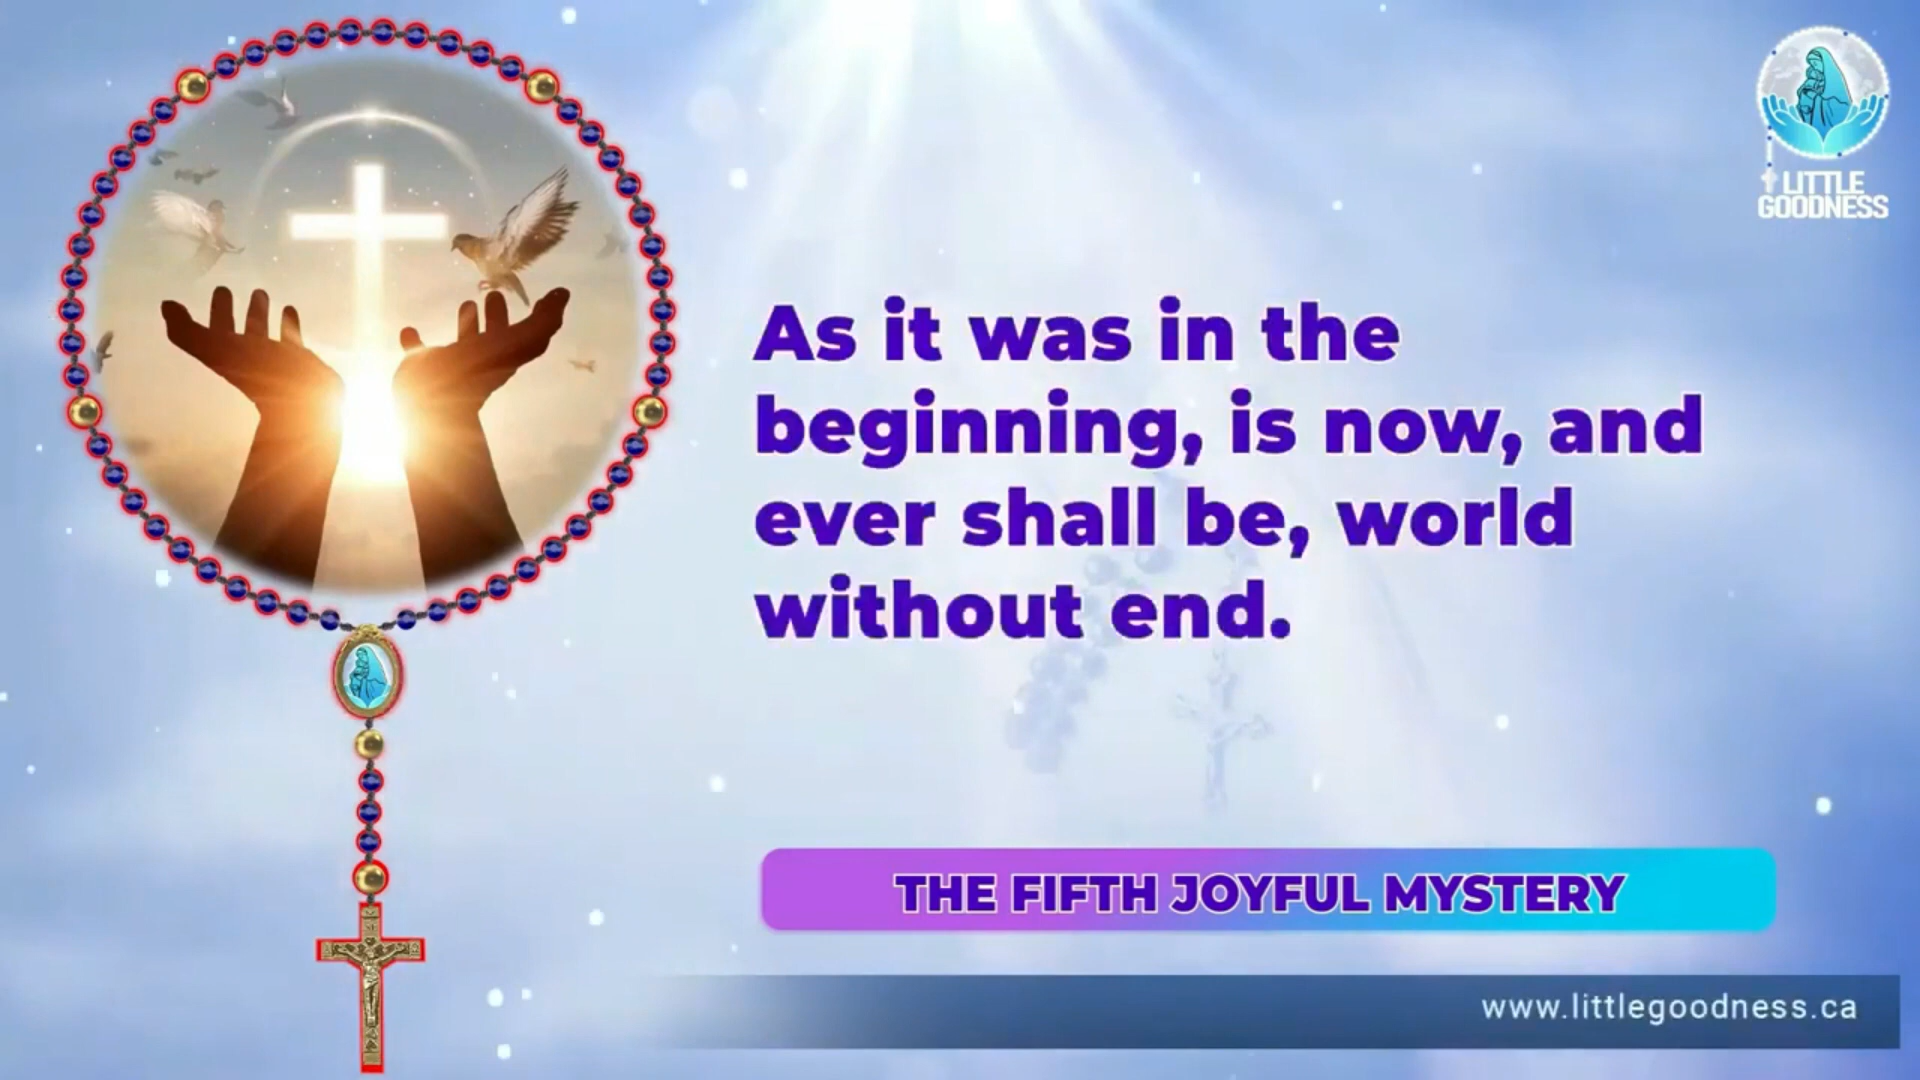 LITTLE
GOODNESS
As it was in the
beginning, is now, and
ever shall be, world
without end.
THE FIFTH JOYFUL MYSTERY
www.littlegoodness.ca